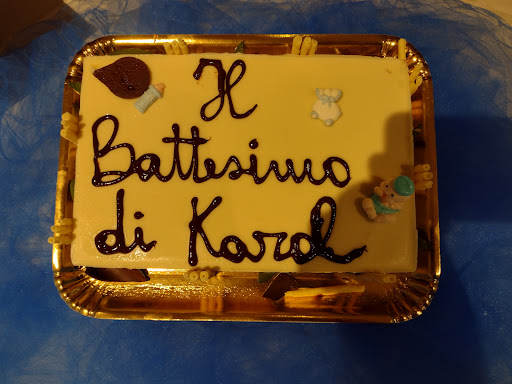 Il
Battesimo
di Karol